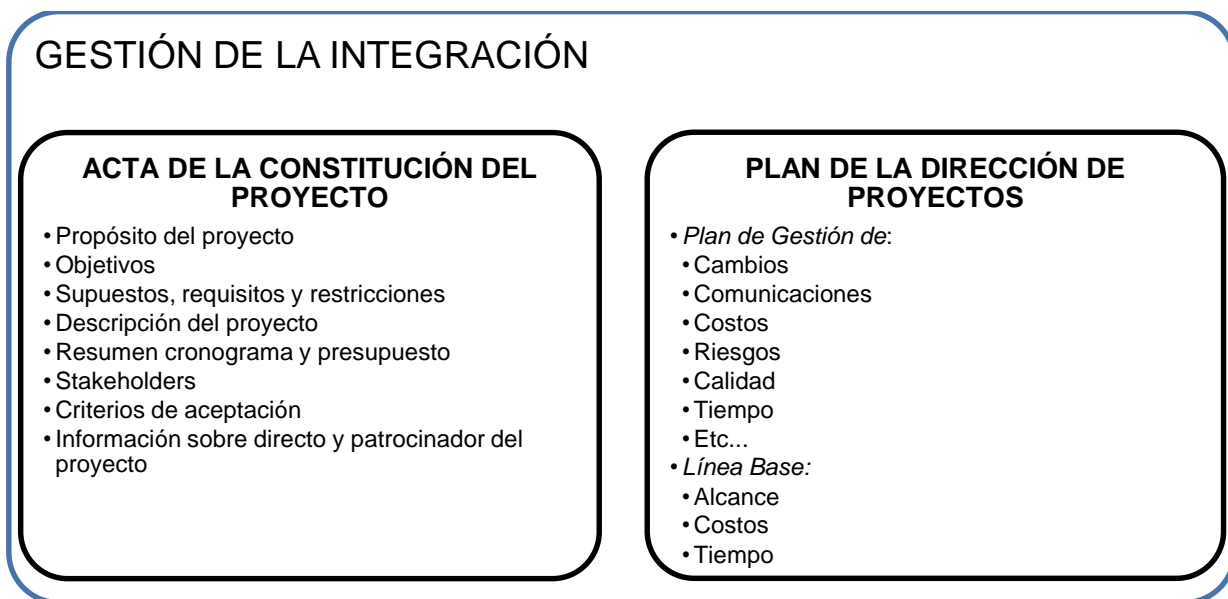 GESTIÓN DE LA INTEGRACIÓN
ACTA DE LA CONSTITUCIÓN DEL
PROYECTO
• Propósito del proyecto
• Objetivos
• Supuestos, requisitos y restricciones
• Descripción del proyecto
• Resumen cronograma y presupuesto
• Stakeholders
• Criterios de aceptación
• Información sobre directo y patrocinador del
proyecto
PLAN DE LA DIRECCIÓN DE
PROYECTOS
• Plan de Gestión de:
• Cambios
• Comunicaciones
• Costos
• Riesgos
• Calidad
• Tiempo
• Etc...
• Línea Base:
• Alcance
• Costos
• Tiempo